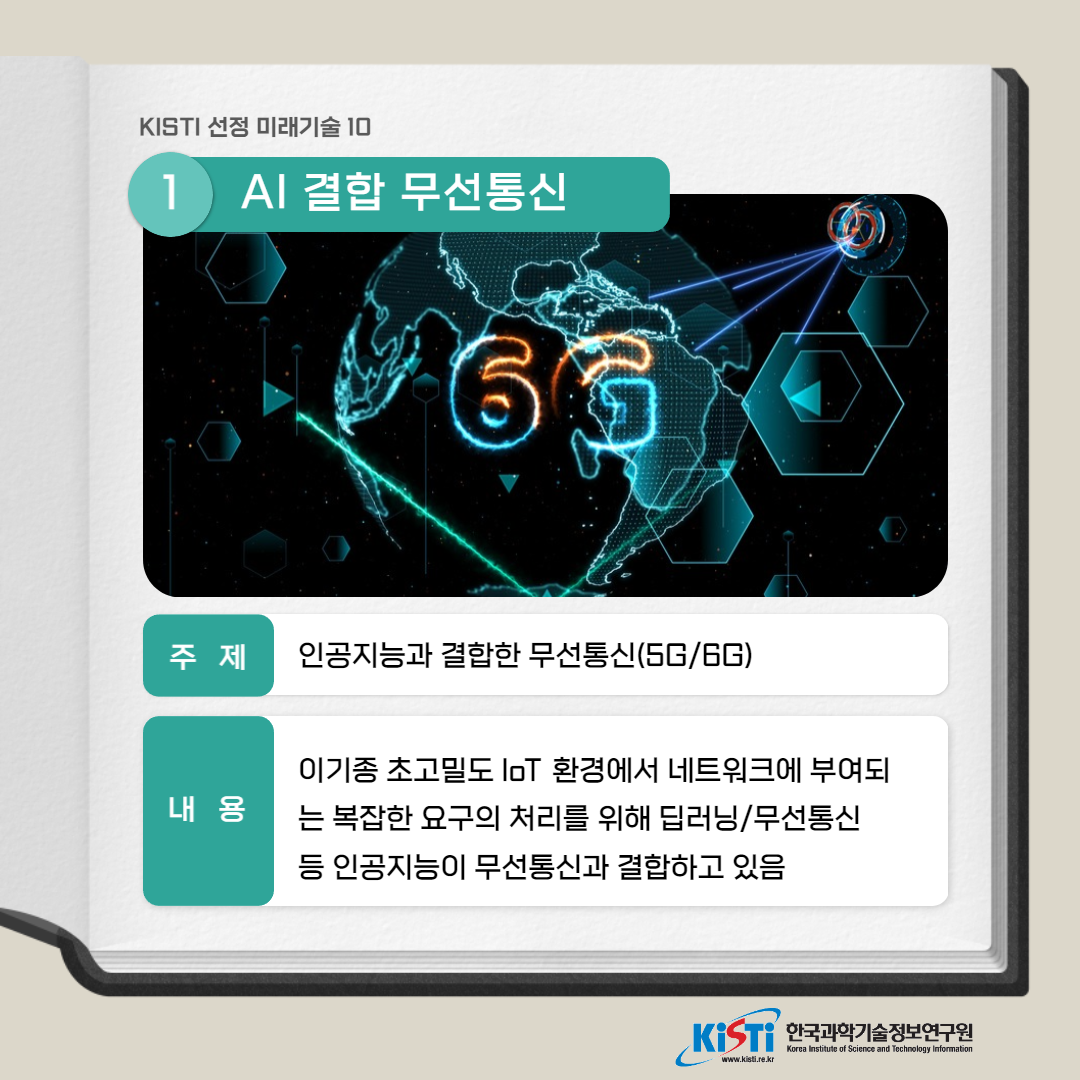 KISTI 선정 미래기술 10
1
AI 결합 무선통신
6G
주 제
인공지능과 결합한 무선통신(5G/6G)
내 용
이기종 초고밀도 IoT 환경에서 네트워크에 부여되
는 복잡한 요구의 처리를 위해 딥러닝/무선통신
등 인공지능이 무선통신과 결합하고 있음
KiSTi
www.kisti.re.kr
한국과학기술정보연구원
Korea Institute of Science and Technology Information